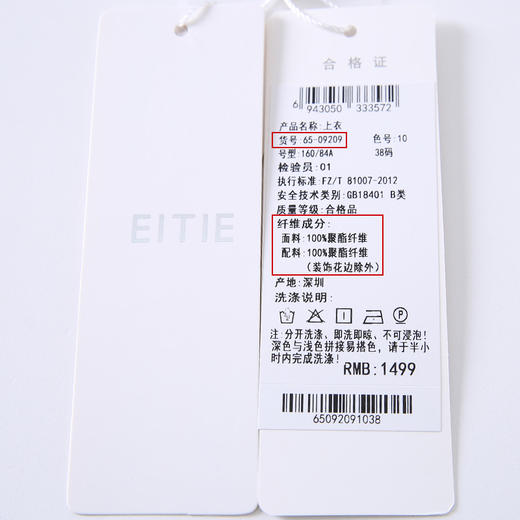 EITIE
合格证
6 943050 333572
产品名称:上衣
货号:65-09209 色号:10
号型:160/84A 38码
检验员:01
执行标准:FZ/T 81007-2012
安全技术类别:GB18401 B类
质量等级:合格品
纤维成分:
面料:100%聚酯纤维
配料:100%聚酯纤维
(装饰花边除外)
产地:深圳
洗涤说明:
注:分开洗涤、即洗即晾、不可浸泡!
深色与浅色拼接易搭色,请于半小
时内完成洗涤!
RMB:1499
65092091038